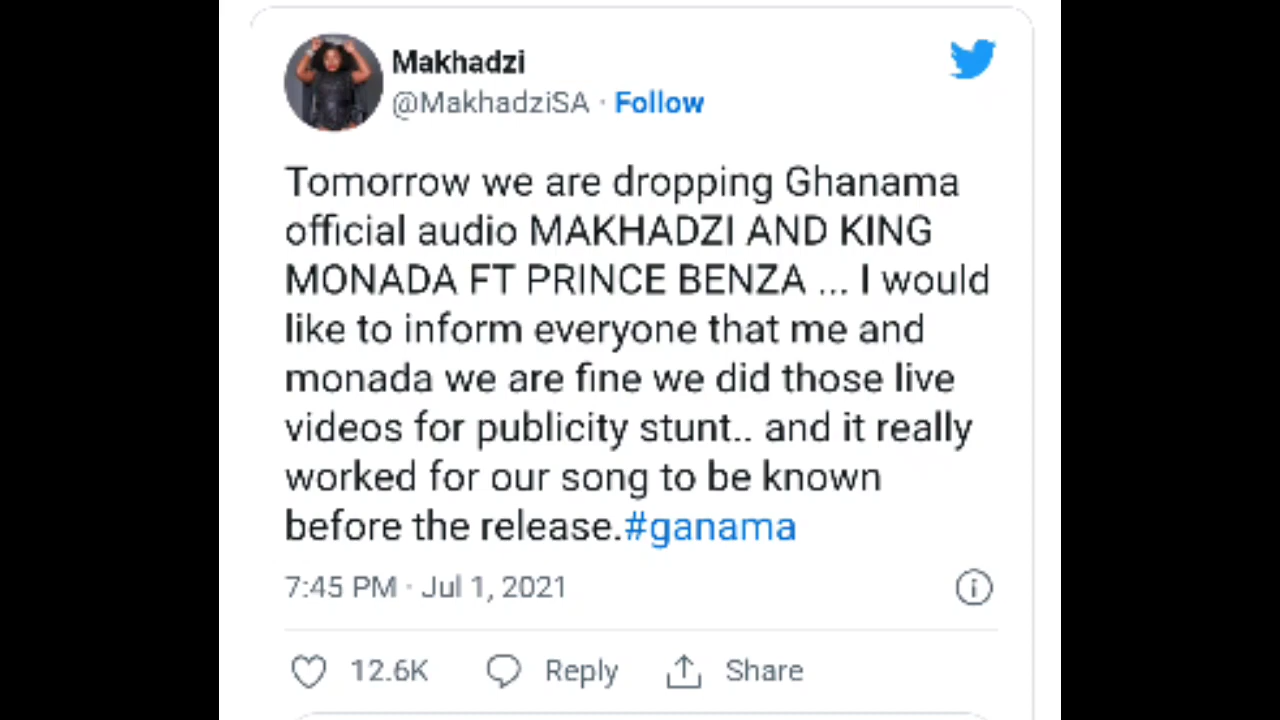 Makhadzi
@MakhadziSA · Follow
Tomorrow we are dropping Ghanama
official audio MAKHADZI AND KING
MONADA FT PRINCE BENZA ... I would
like to inform everyone that me and
monada we are fine we did those live
videos for publicity stunt.. and it really
worked for our song to be known
before the release.#ganama
7:45 PM · Jul 1, 2021
12.6K Reply Share